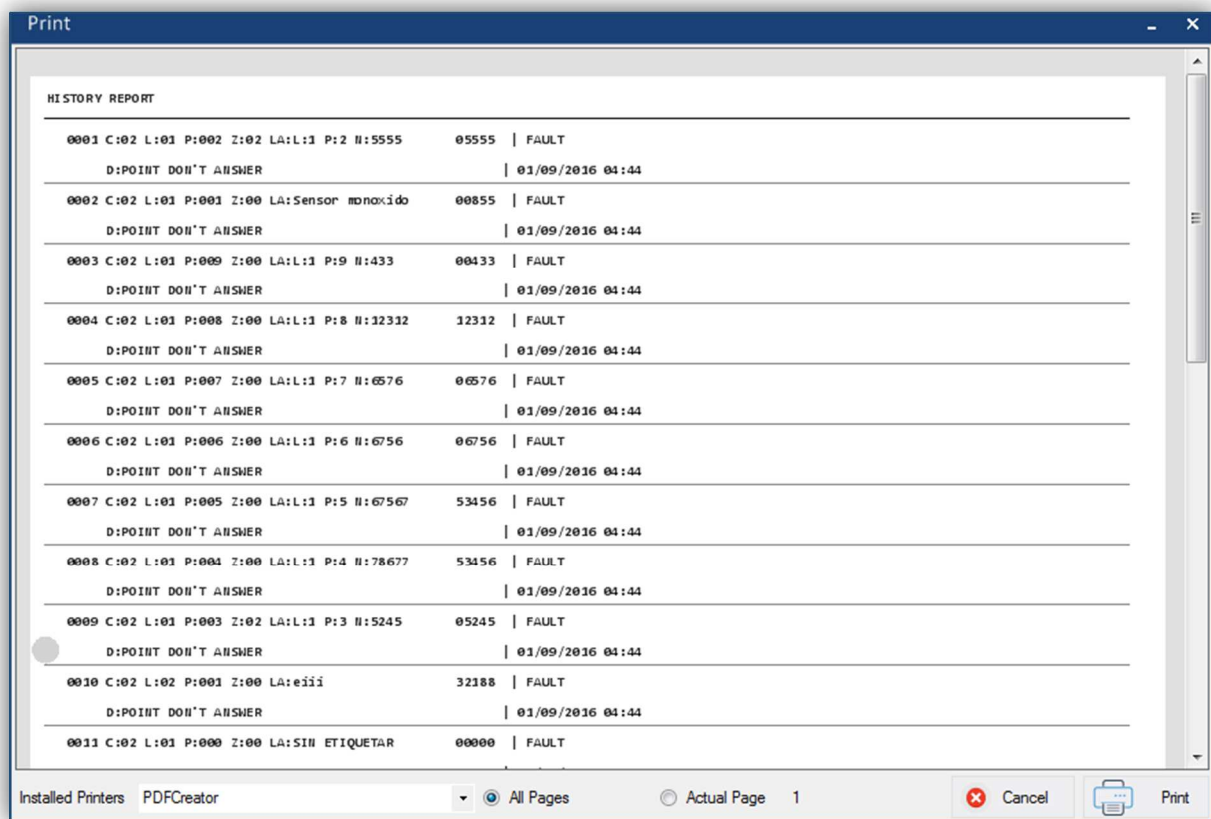 Print
HISTORY REPORT
0001 C:02 L:01 P:002 Z:02 LA:L:1 P:2 N:5555 05555 | FAULT
D:POINT DON'T ANSWER | 01/09/2016 04:44
0002 C:02 L:01 P:001 Z:00 LA:Sensor monoxido 00855 | FAULT
D:POINT DON'T ANSWER | 01/09/2016 04:44
0003 C:02 L:01 P:009 Z:00 LA:L:1 P:9 N:433 00433 | FAULT
D:POINT DON'T ANSWER | 01/09/2016 04:44
0004 C:02 L:01 P:008 Z:00 LA:L:1 P:8 N:12312 12312 | FAULT
D:POINT DON'T ANSWER | 01/09/2016 04:44
0005 C:02 L:01 P:007 Z:00 LA:L:1 P:7 N:6576 06576 | FAULT
D:POINT DON'T ANSWER | 01/09/2016 04:44
0006 C:02 L:01 P:006 Z:00 LA:L:1 P:6 N:6756 06756 | FAULT
D:POINT DON'T ANSWER | 01/09/2016 04:44
0007 C:02 L:01 P:005 Z:00 LA:L:1 P:5 N:67567 53456 | FAULT
D:POINT DON'T ANSWER | 01/09/2016 04:44
0008 C:02 L:01 P:004 Z:00 LA:L:1 P:4 N:78677 53456 | FAULT
D:POINT DON'T ANSWER | 01/09/2016 04:44
0009 C:02 L:01 P:003 Z:02 LA:L:1 P:3 N:5245 05245 | FAULT
D:POINT DON'T ANSWER | 01/09/2016 04:44
0010 C:02 L:02 P:001 Z:00 LA:eiii 32188 | FAULT
D:POINT DON'T ANSWER | 01/09/2016 04:44
0011 C:02 L:01 P:000 Z:00 LA:SIN ETIQUETAR 00000 | FAULT
Installed Printers PDFCreator All Pages Actual Page 1 Cancel Print